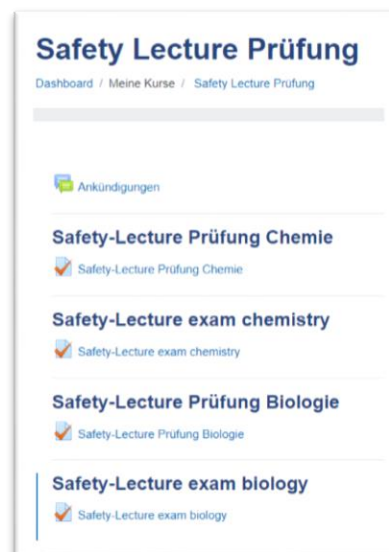 Safety Lecture Prüfung
Dashboard / Meine Kurse / Safety Lecture Prüfung
Ankündigungen
Safety-Lecture Prüfung Chemie
Safety-Lecture Prüfung Chemie
Safety-Lecture exam chemistry
Safety-Lecture exam chemistry
Safety-Lecture Prüfung Biologie
Safety-Lecture Prüfung Biologie
Safety-Lecture exam biology
Safety-Lecture exam biology